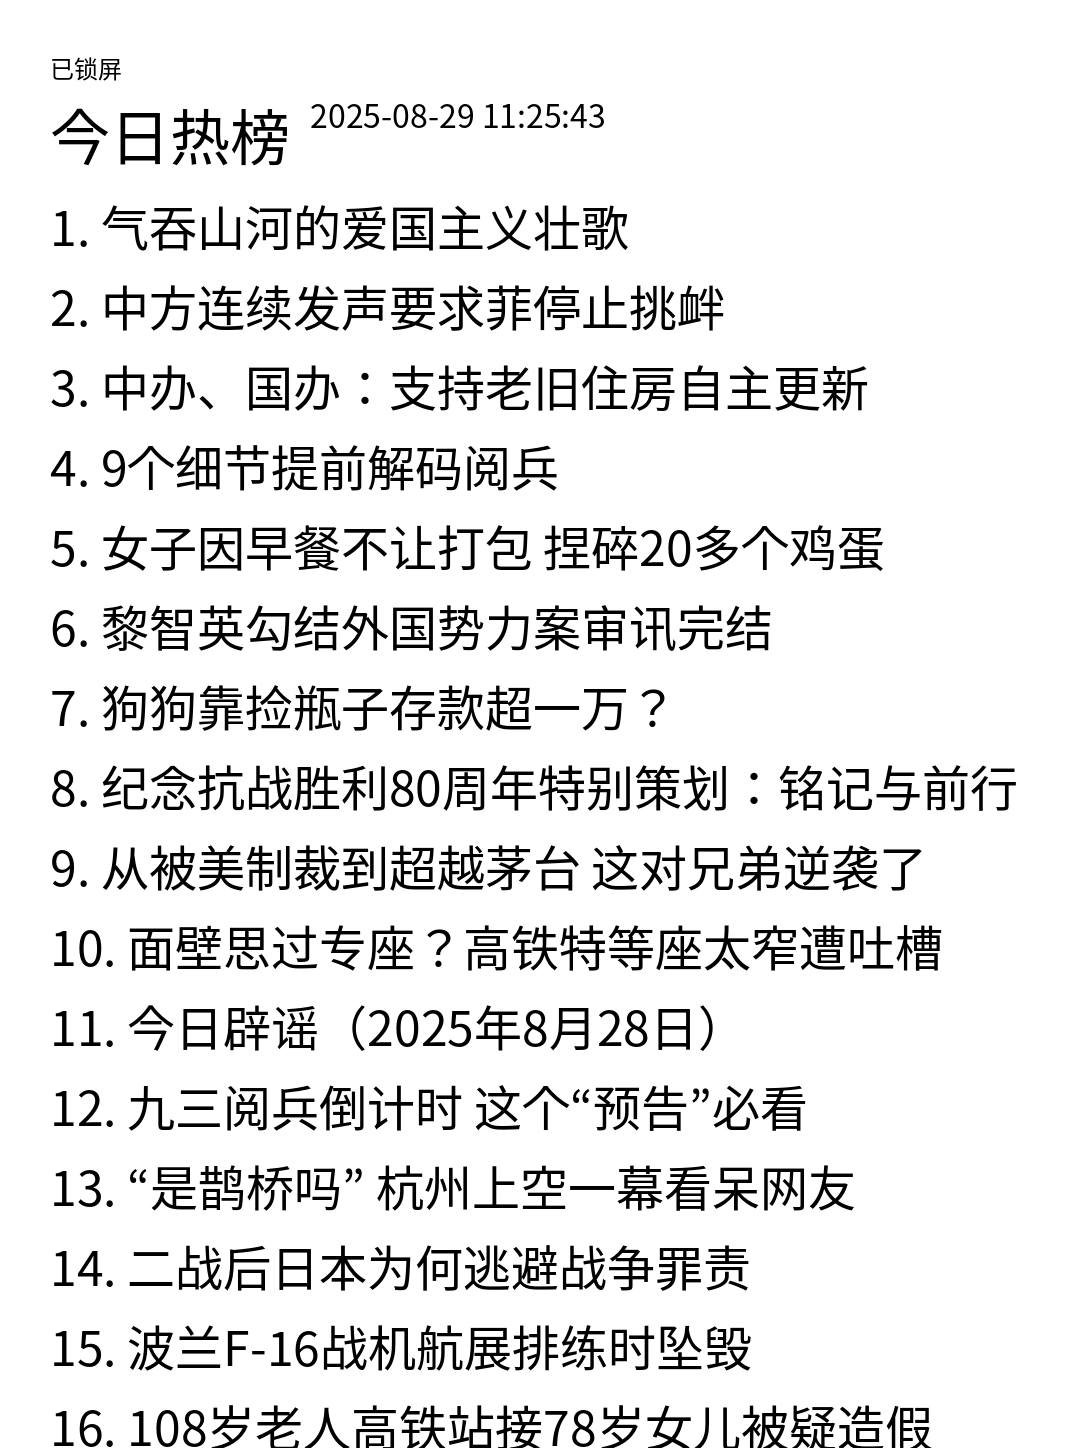 已锁屏
今日热榜 2025-08-29 11:25:43
1. 气吞山河的爱国主义壮歌
2. 中方连续发声要求菲停止挑衅
3. 中办、国办：支持老旧住房自主更新
4. 9个细节提前解码阅兵
5. 女子因早餐不让打包 捏碎20多个鸡蛋
6. 黎智英勾结外国势力案审讯完结
7. 狗狗靠捡瓶子存款超一万？
8. 纪念抗战胜利80周年特别策划：铭记与前行
9. 从被美制裁到超越茅台 这对兄弟逆袭了
10. 面壁思过专座？高铁特等座太窄遭吐槽
11. 今日辟谣（2025年8月28日）
12. 九三阅兵倒计时 这个“预告”必看
13. “是鹊桥吗” 杭州上空一幕看呆网友
14. 二战后日本为何逃避战争罪责
15. 波兰F-16战机航展排练时坠毁
16. 108岁老人高铁站接78岁女儿被疑造假